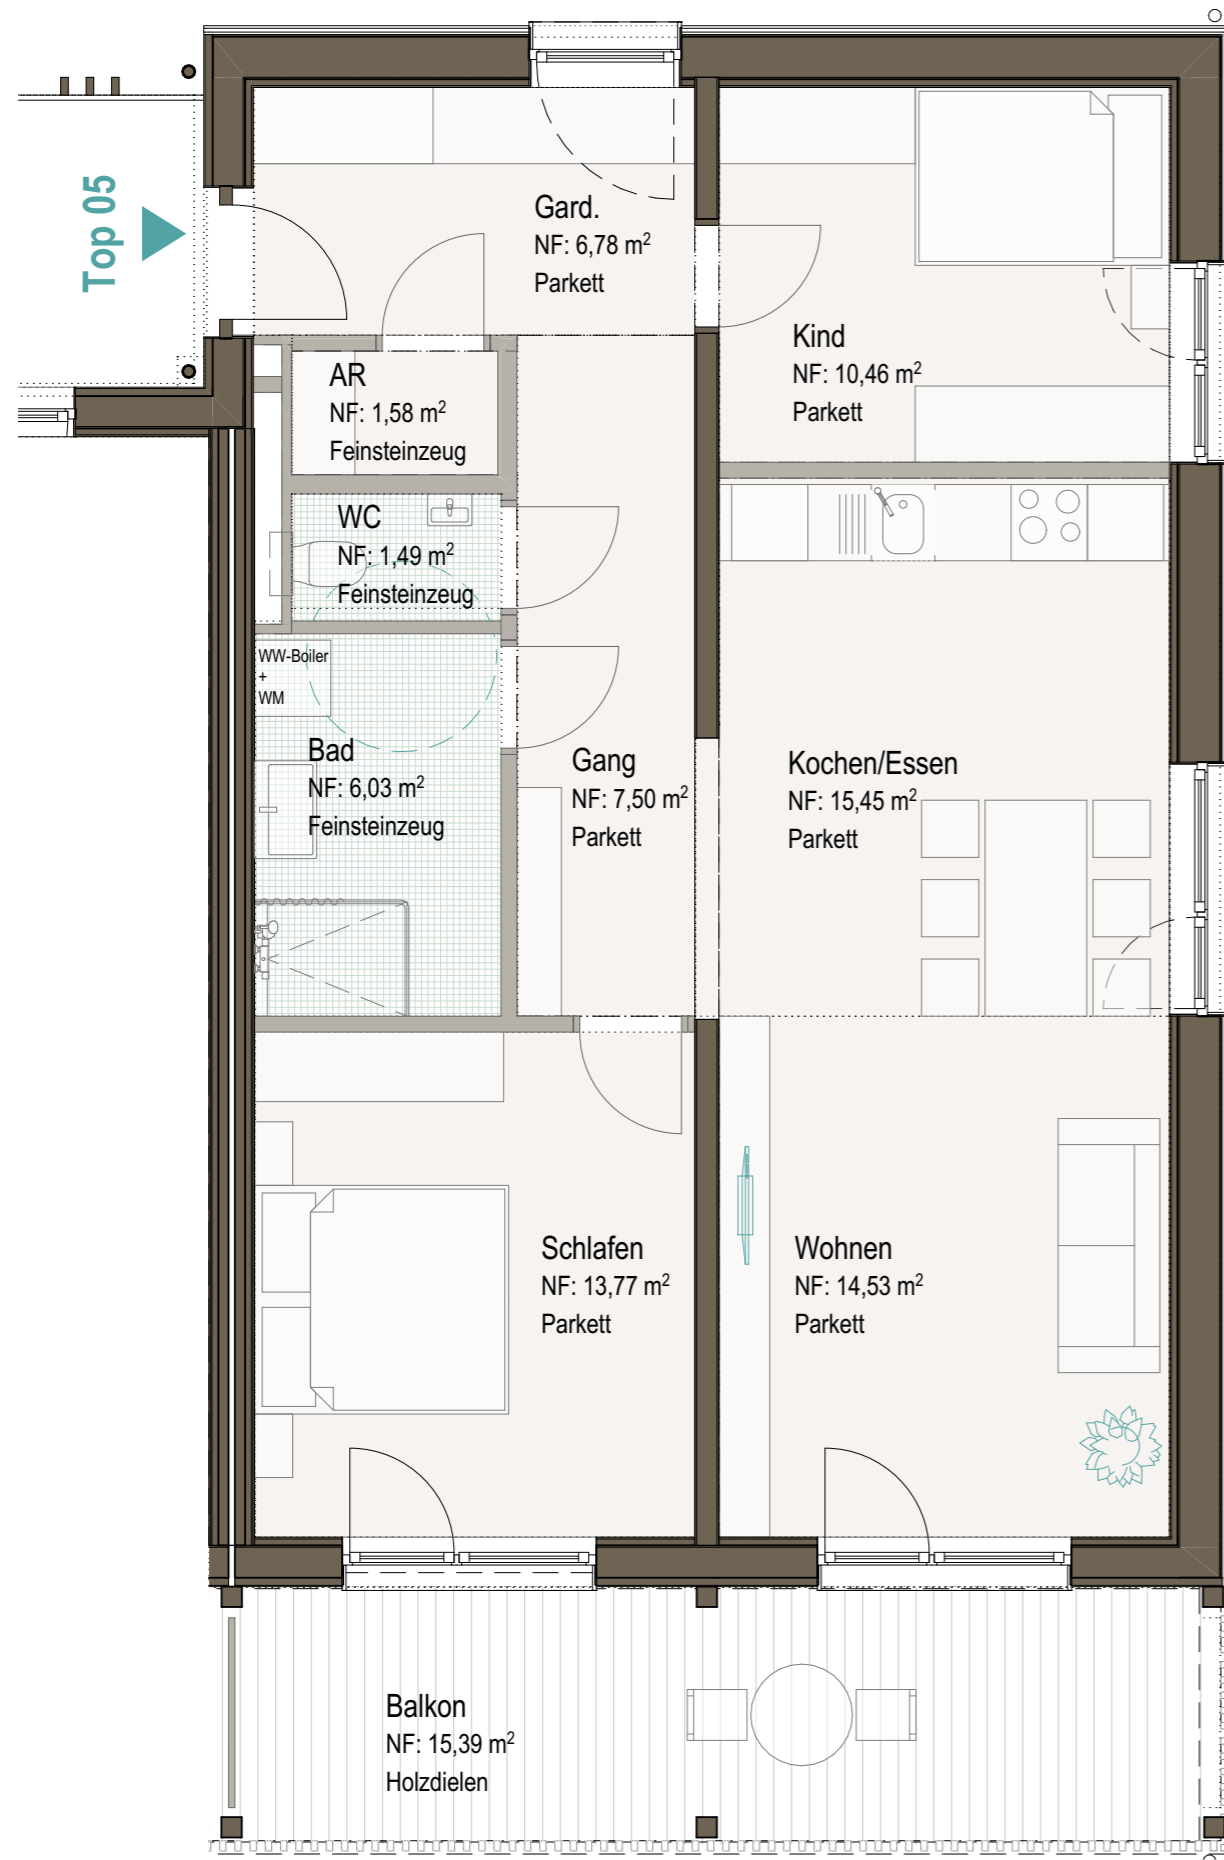 Top 05
Gard.
NF: 6,78 m²
Parkett
Kind
NF: 10,46 m²
Parkett
AR
NF: 1,58 m²
Feinsteinzeug
WC
NF: 1,49 m²
Feinsteinzeug
WW-Boiler
+
WM
Bad
NF: 6,03 m²
Feinsteinzeug
Gang
NF: 7,50 m²
Parkett
Kochen/Essen
NF: 15,45 m²
Parkett
Schlafen
NF: 13,77 m²
Parkett
Wohnen
NF: 14,53 m²
Parkett
Balkon
NF: 15,39 m²
Holzdielen